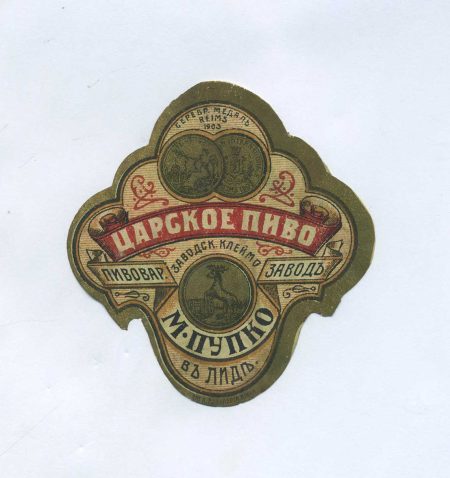 СЕРЕБР. МЕДАЛЬ
REIMS
1903
ЦАРСКОЕ ПИВО
ЗАВОДСК. КЛЕЙМО
ПИВОВАР.
ЗАВОДЪ
М. ПУПКО
ВЪ ЛИДѢ.